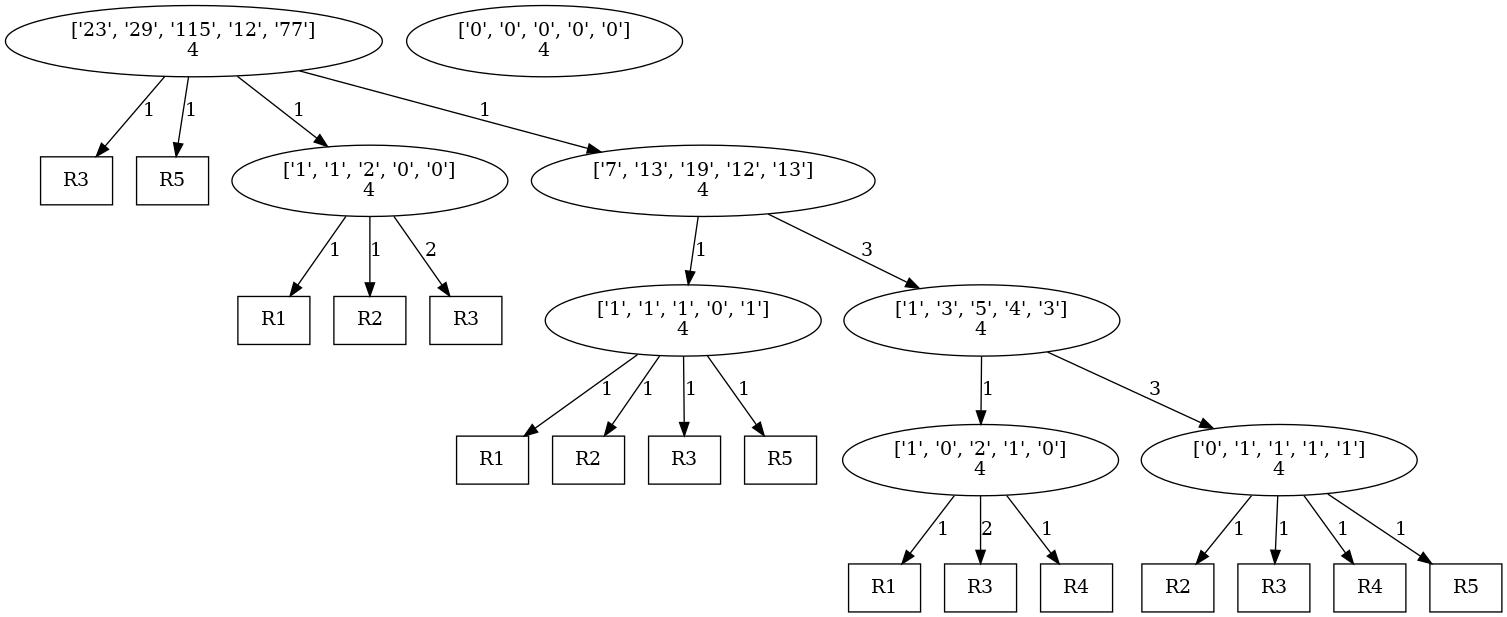 ['23', '29', '115', '12', '77']
4
['0', '0', '0', '0', '0']
4
1
1
1
1
R3
R5
['1', '1', '2', '0', '0']
4
['7', '13', '19', '12', '13']
4
1
1
2
1
3
R1
R2
R3
['1', '1', '1', '0', '1']
4
['1', '3', '5', '4', '3']
4
1
1
1
1
1
3
R1
R2
R3
R5
['1', '0', '2', '1', '0']
4
['0', '1', '1', '1', '1']
4
1
2
1
1
1
1
1
R1
R3
R4
R2
R3
R4
R5